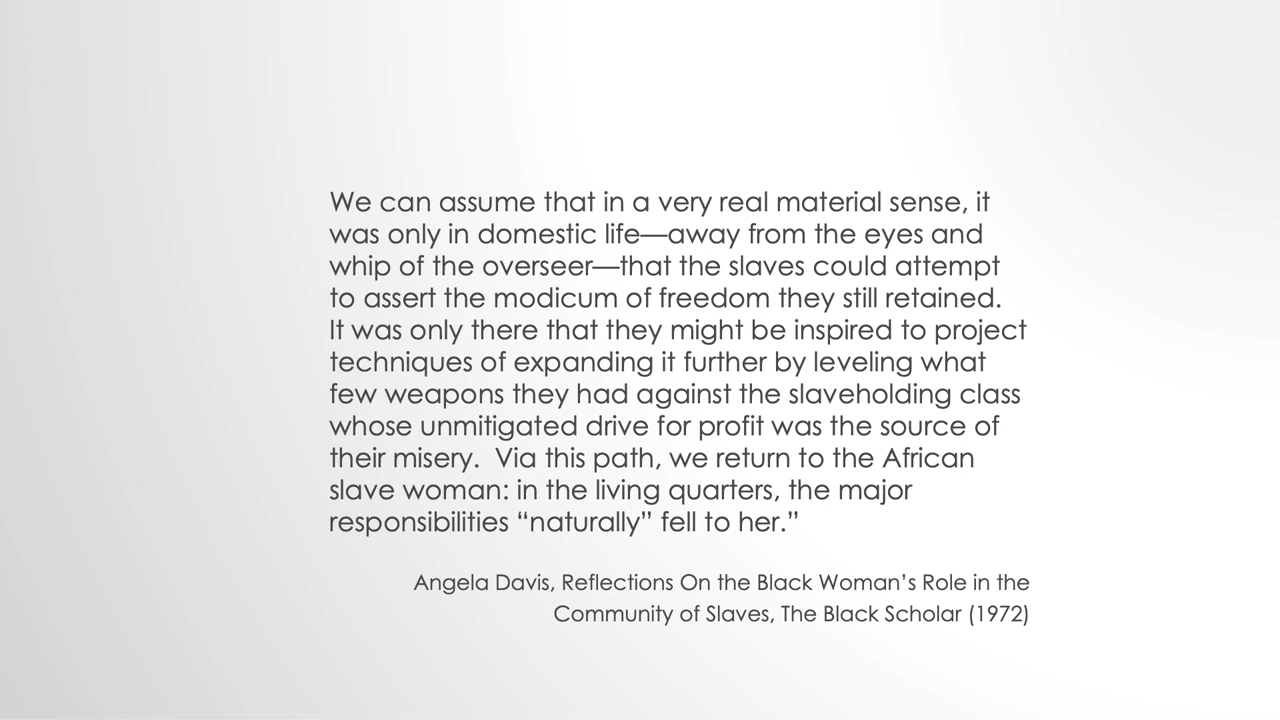 We can assume that in a very real material sense, it
was only in domestic life—away from the eyes and
whip of the overseer—that the slaves could attempt
to assert the modicum of freedom they still retained.
It was only there that they might be inspired to project
techniques of expanding it further by leveling what
few weapons they had against the slaveholding class
whose unmitigated drive for profit was the source of
their misery.  Via this path, we return to the African
slave woman: in the living quarters, the major
responsibilities “naturally” fell to her.”
Angela Davis, Reflections On the Black Woman’s Role in the
Community of Slaves, The Black Scholar (1972)